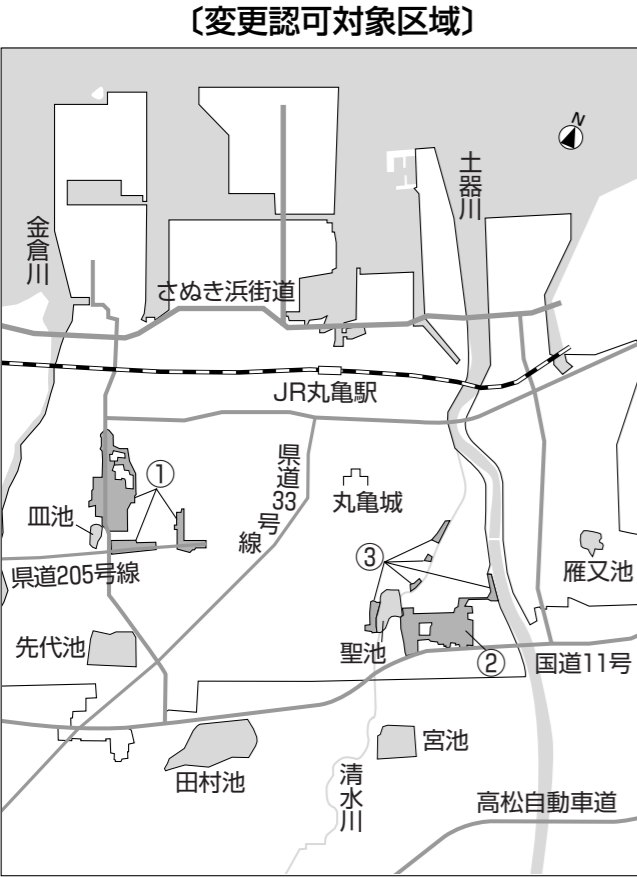 〔変更認可対象区域〕
N
土器川
金倉川
さぬき浜街道
JR丸亀駅
①
県道33号線
丸亀城
皿池
③
雁又池
県道205号線
先代池
聖池
②
国道11号
宮池
田村池
清水川
高松自動車道